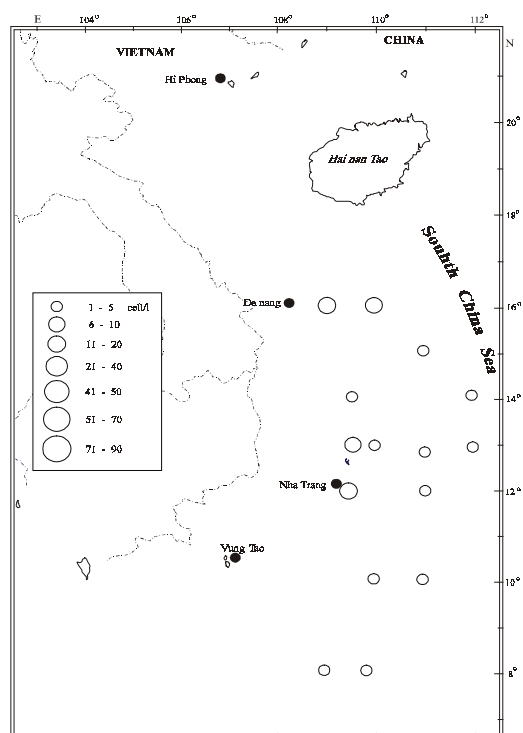 E 104° 106° 108° 110° 112°
N
VIETNAM
CHINA
Hi Phong
20°
Hai nan Tao
18°
Souhth China Sea
Da nang
16°
1 - 5 cell/l
6 - 10
11 - 20
21 - 40
41 - 50
51 - 70
71 - 90
14°
Nha Trang
12°
Vung Tao
10°
8°